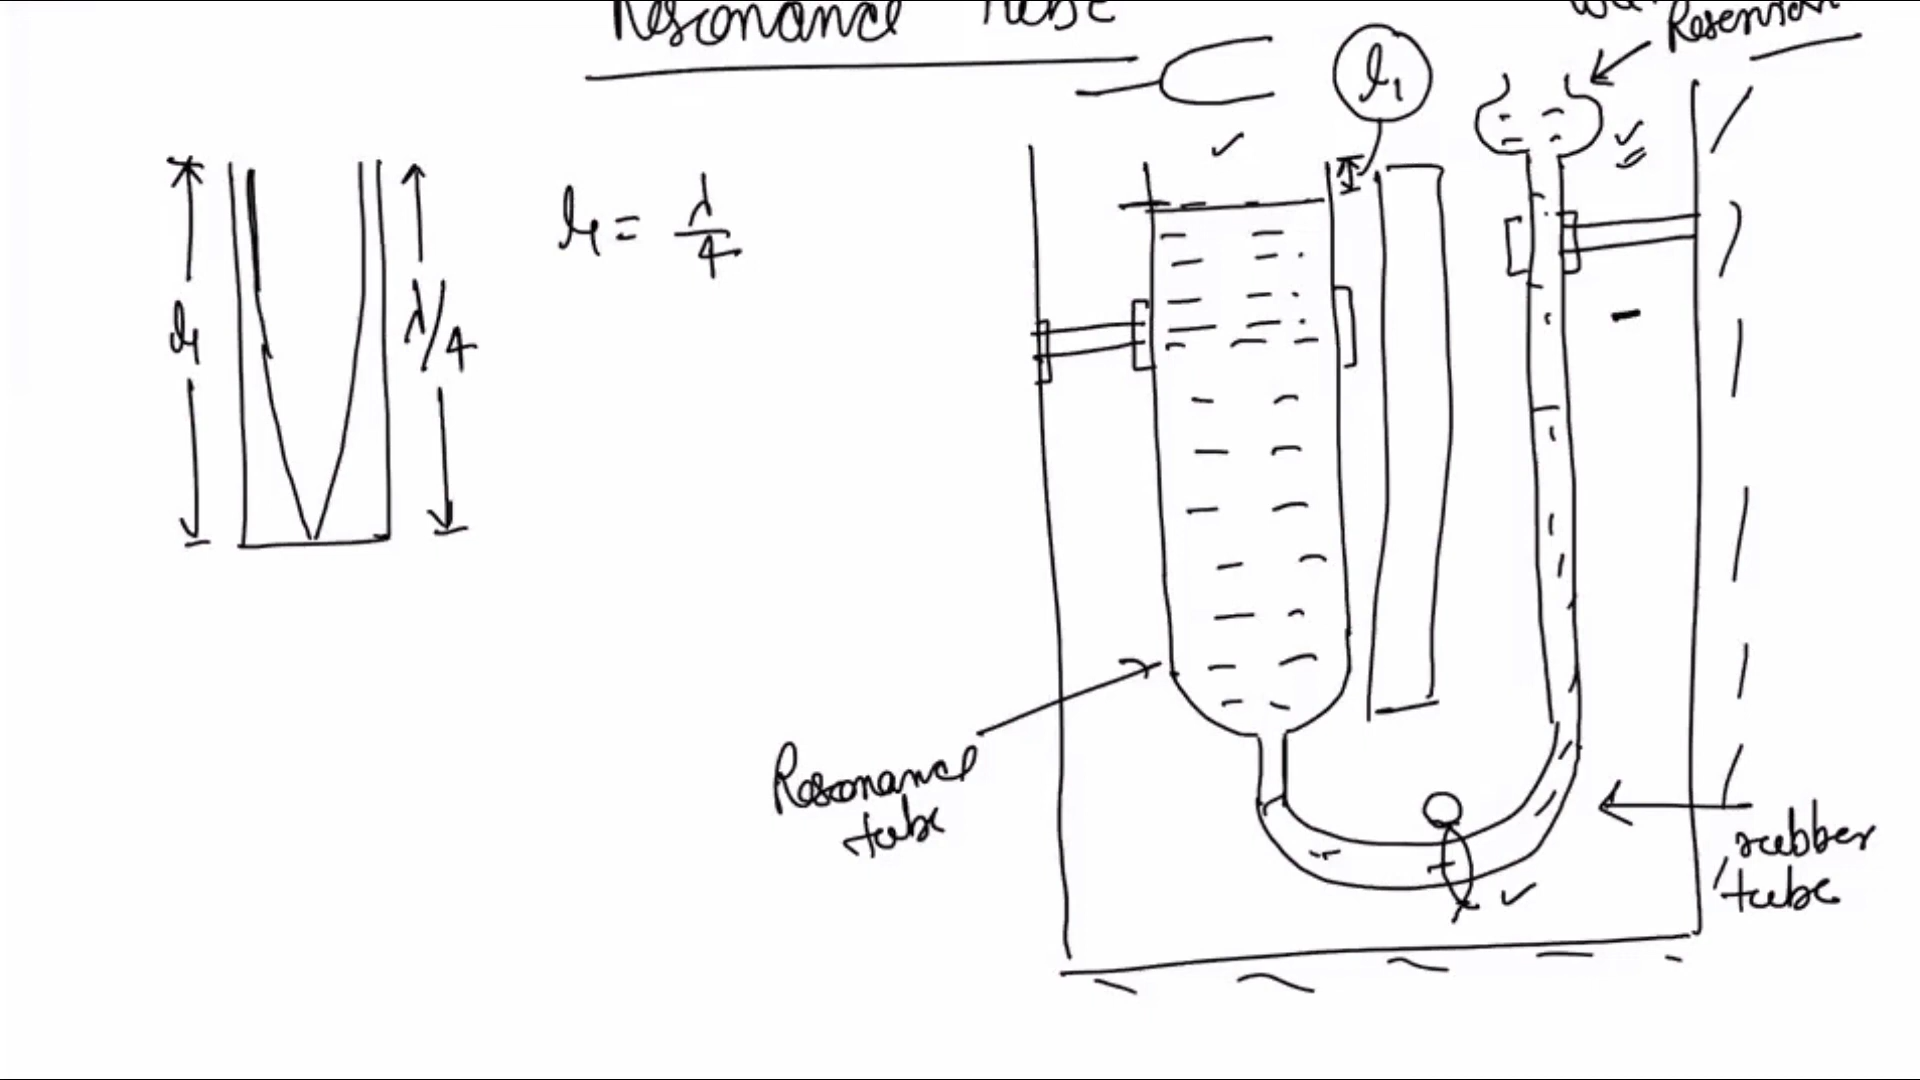 Resonance tube
Reservoir
l1
l1 = λ/4
l1
λ/4
Resonance
tube
rubber
tube